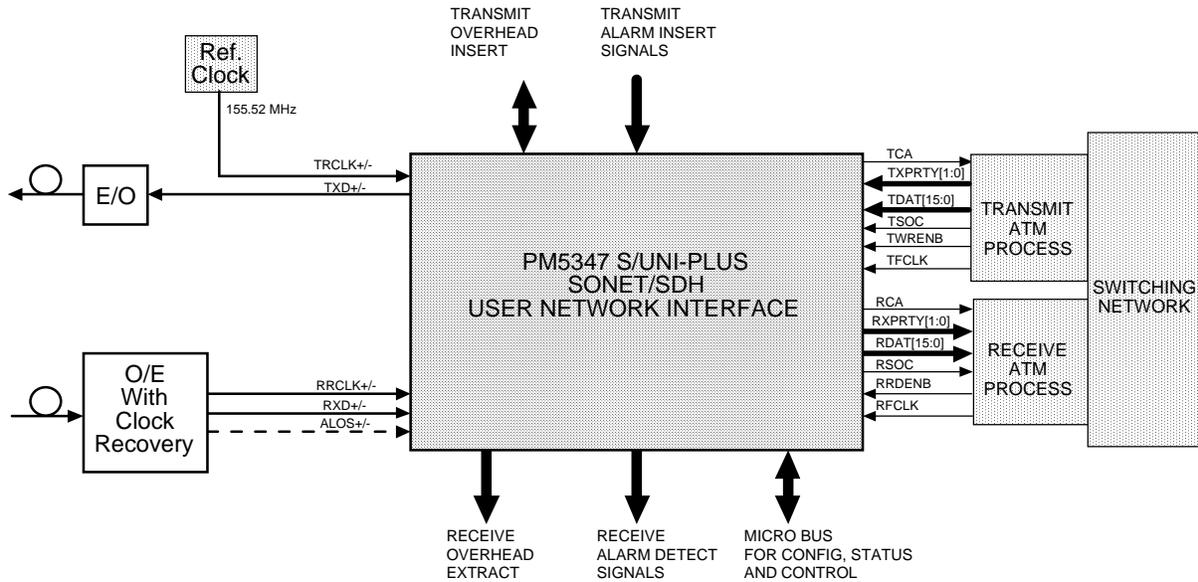 TRANSMIT
OVERHEAD
INSERT
TRANSMIT
ALARM INSERT
SIGNALS
Ref.
Clock
155.52 MHz
TRCLK+/-
TXD+/-
E/O
PM5347 S/UNI-PLUS
SONET/SDH
USER NETWORK INTERFACE
TCA
TXPRTY[1:0]
TDAT[15:0]
TSOC
TWRENB
TFCLK
TRANSMIT
ATM
PROCESS
RCA
RXPRTY[1:0]
RDAT[15:0]
RSOC
RRDENB
RFCLK
RECEIVE
ATM
PROCESS
SWITCHING
NETWORK
O/E
With
Clock
Recovery
RRCLK+/-
RXD+/-
ALOS+/-
RECEIVE
OVERHEAD
EXTRACT
RECEIVE
ALARM DETECT
SIGNALS
MICRO BUS
FOR CONFIG, STATUS
AND CONTROL